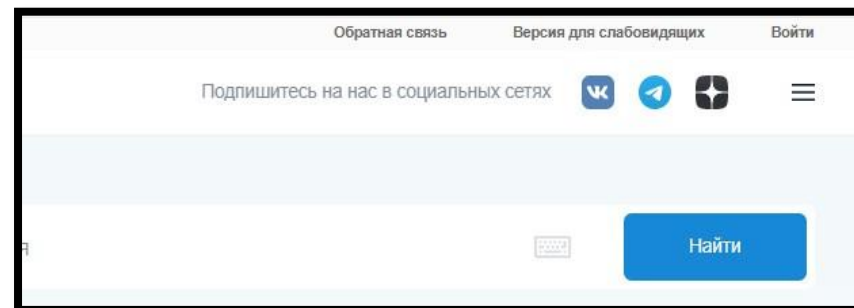 Обратная связь Версия для слабовидящих Войти
Подпишитесь на нас в социальных сетях
я Найти